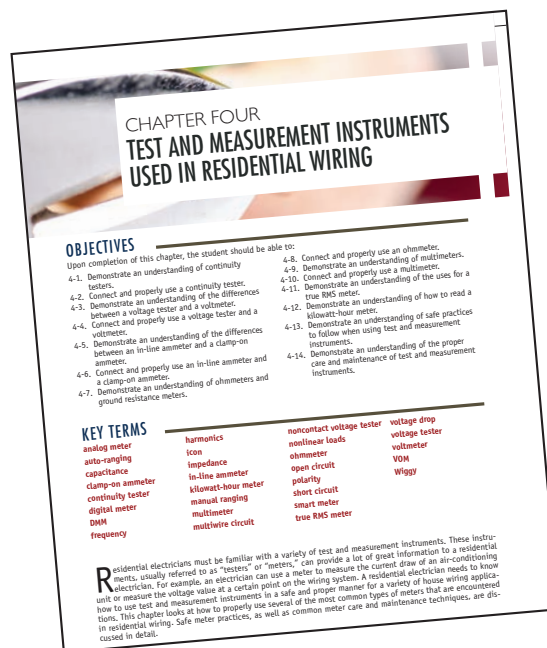 CHAPTER FOUR
TEST AND MEASUREMENT INSTRUMENTS
USED IN RESIDENTIAL WIRING
OBJECTIVES
Upon completion of this chapter, the student should be able to:
4-1. Demonstrate an understanding of continuity
testers.
4-2. Connect and properly use a continuity tester.
4-3. Demonstrate an understanding of the differences
between a voltage tester and a voltmeter.
4-4. Connect and properly use a voltage tester and a
voltmeter.
4-5. Demonstrate an understanding of the differences
between an in-line ammeter and a clamp-on
ammeter.
4-6. Connect and properly use an in-line ammeter and
a clamp-on ammeter.
4-7. Demonstrate an understanding of ohmmeters and
ground resistance meters.
4-8. Connect and properly use an ohmmeter.
4-9. Demonstrate an understanding of multimeters.
4-10. Connect and properly use a multimeter.
4-11. Demonstrate an understanding of the uses for a
true RMS meter.
4-12. Demonstrate an understanding of how to read a
kilowatt-hour meter.
4-13. Demonstrate an understanding of safe practices
to follow when using test and measurement
instruments.
4-14. Demonstrate an understanding of the proper
care and maintenance of test and measurement
instruments.
KEY TERMS
analog meter
auto-ranging
capacitance
clamp-on ammeter
continuity tester
digital meter
DMM
frequency
harmonics
icon
impedance
in-line ammeter
kilowatt-hour meter
manual ranging
multimeter
multiwire circuit
noncontact voltage tester
nonlinear loads
ohmmeter
open circuit
polarity
short circuit
smart meter
true RMS meter
voltage drop
voltage tester
voltmeter
VOM
Wiggy
Residential electricians must be familiar with a variety of test and measurement instruments. These instru-
ments, usually referred to as “testers” or “meters,” can provide a lot of great information to a residential
electrician. For example, an electrician can use a meter to measure the current draw of an air-conditioning
unit or measure the voltage value at a certain point on the wiring system. A residential electrician needs to know
how to use test and measurement instruments in a safe and proper manner for a variety of house wiring applica-
tions. This chapter looks at how to properly use several of the most common types of meters that are encountered
in residential wiring. Safe meter practices, as well as common meter care and maintenance techniques, are dis-
cussed in detail.